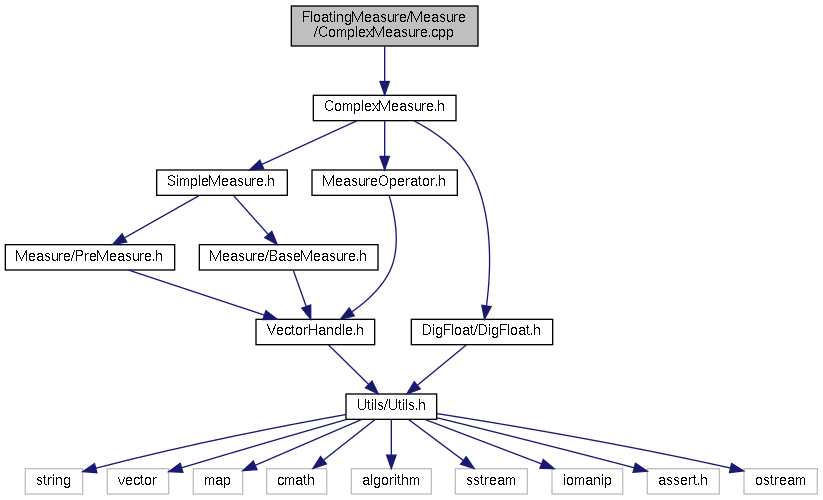 FloatingMeasure/Measure
/ComplexMeasure.cpp
ComplexMeasure.h
SimpleMeasure.h
MeasureOperator.h
Measure/PreMeasure.h
Measure/BaseMeasure.h
VectorHandle.h
DigFloat/DigFloat.h
Utils/Utils.h
string
vector
map
cmath
algorithm
sstream
iomanip
assert.h
ostream